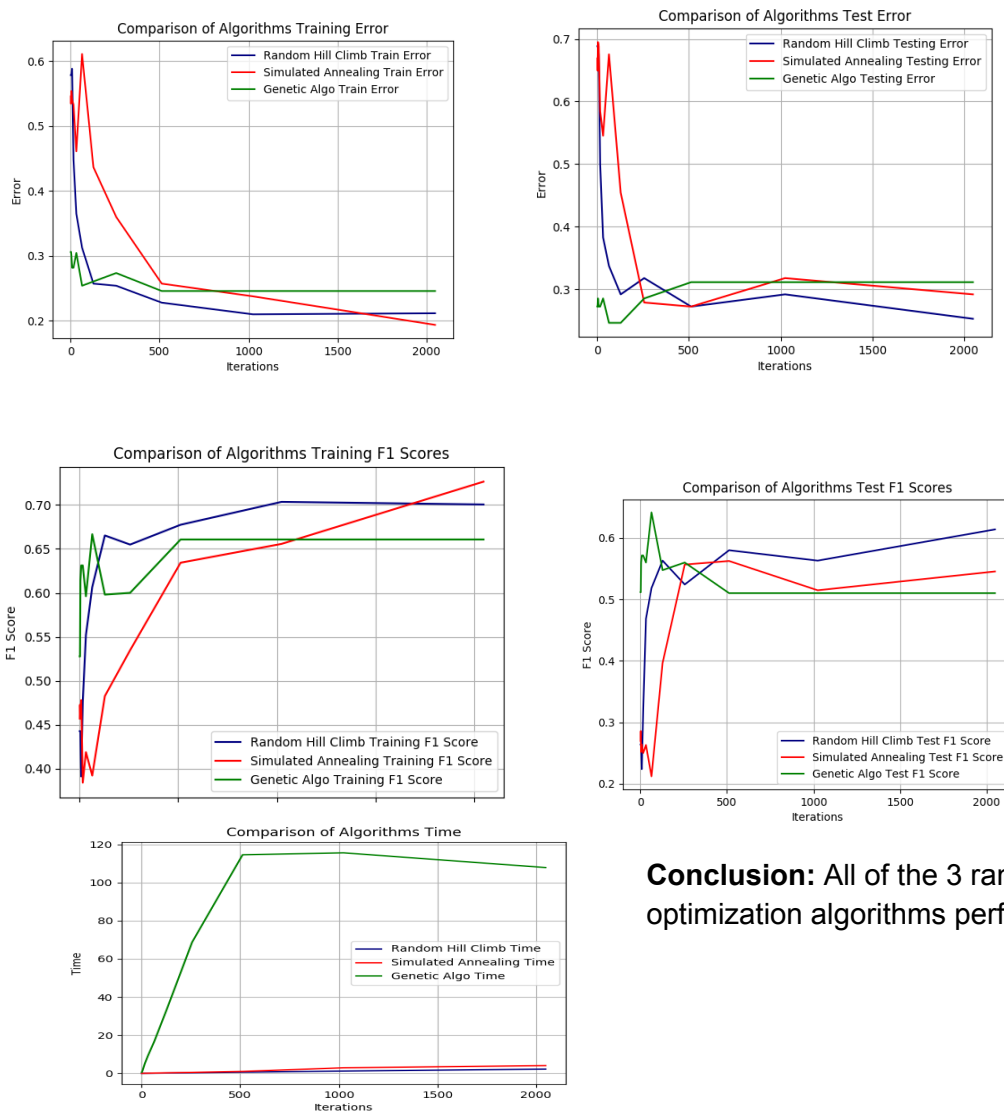 Comparison of Algorithms Training Error
Random Hill Climb Train Error
Simulated Annealing Train Error
Genetic Algo Train Error
0.6
0.5
0.4
0.3
0.2
Error
0
500
1000
1500
2000
Iterations
Comparison of Algorithms Test Error
Random Hill Climb Testing Error
Simulated Annealing Testing Error
Genetic Algo Testing Error
0.7
0.6
0.5
0.4
0.3
Error
0
500
1000
1500
2000
Iterations
Comparison of Algorithms Training F1 Scores
0.70
0.65
0.60
0.55
0.50
0.45
0.40
F1 Score
Random Hill Climb Training F1 Score
Simulated Annealing Training F1 Score
Genetic Algo Training F1 Score
Comparison of Algorithms Test F1 Scores
0.6
0.5
0.4
0.3
0.2
F1 Score
Random Hill Climb Test F1 Score
Simulated Annealing Test F1 Score
Genetic Algo Test F1 Score
0
500
1000
1500
2000
Iterations
Comparison of Algorithms Time
120
100
80
60
40
20
0
Time
Random Hill Climb Time
Simulated Annealing Time
Genetic Algo Time
0
500
1000
1500
2000
Iterations
Conclusion: All of the 3 ran
optimization algorithms perf